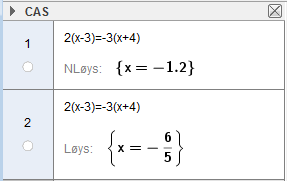 CAS
1
2(x-3)=-3(x+4)
NLøys: {x = −1.2}
2
2(x-3)=-3(x+4)
Løys: {x = − 6/5}